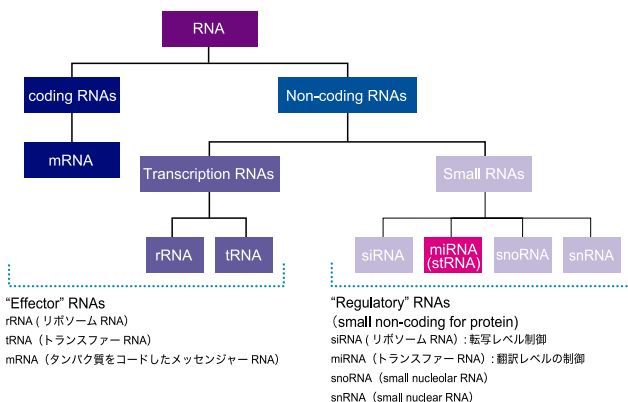 RNA
coding RNAs
Non-coding RNAs
mRNA
Transcription RNAs
Small RNAs
rRNA
tRNA
siRNA
miRNA
(stRNA)
snoRNA
snRNA
“Effector” RNAs
rRNA ( リボソーム RNA）
tRNA（トランスファー RNA）
mRNA（タンパク質をコードしたメッセンジャー RNA）
“Regulatory” RNAs
（small non-coding for protein)
siRNA ( リボソーム RNA）: 転写レベル制御
miRNA（トランスファー RNA）: 翻訳レベルの制御
snoRNA（small nucleolar RNA）
snRNA（small nuclear RNA）